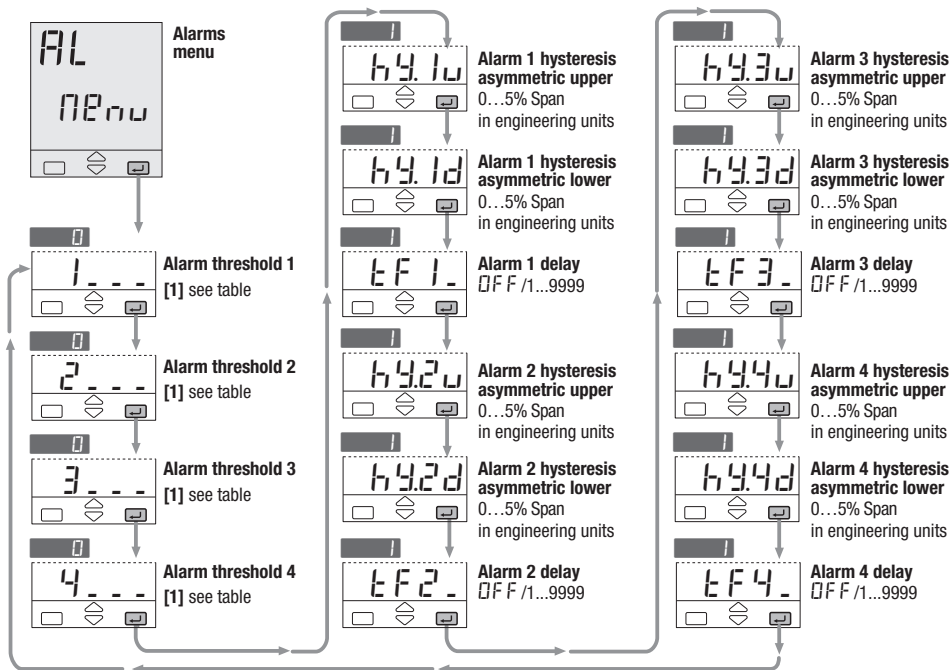 AL
MEnu
Alarms
menu
0
1_ _ _
Alarm threshold 1
[1] see table
0
2_ _ _
Alarm threshold 2
[1] see table
0
3_ _ _
Alarm threshold 3
[1] see table
0
4_ _ _
Alarm threshold 4
[1] see table
1
hy.1u
Alarm 1 hysteresis
asymmetric upper
0…5% Span
in engineering units
1
hy.1d
Alarm 1 hysteresis
asymmetric lower
0…5% Span
in engineering units
1
tF1_
Alarm 1 delay
OFF/1...9999
1
hy.2u
Alarm 2 hysteresis
asymmetric upper
0…5% Span
in engineering units
1
hy.2d
Alarm 2 hysteresis
asymmetric lower
0…5% Span
in engineering units
1
tF2_
Alarm 2 delay
OFF/1...9999
1
hy.3u
Alarm 3 hysteresis
asymmetric upper
0…5% Span
in engineering units
1
hy.3d
Alarm 3 hysteresis
asymmetric lower
0…5% Span
in engineering units
1
tF3_
Alarm 3 delay
OFF/1...9999
1
hy.4u
Alarm 4 hysteresis
asymmetric upper
0…5% Span
in engineering units
1
hy.4d
Alarm 4 hysteresis
asymmetric lower
0…5% Span
in engineering units
1
tF4_
Alarm 4 delay
OFF/1...9999